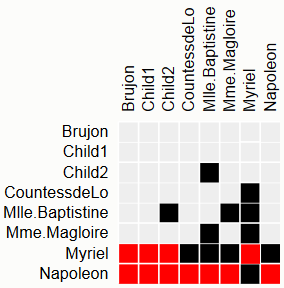 Brujon
Child1
Child2
CountessdeLo
Mlle.Baptistine
Mme.Magloire
Myriel
Napoleon
Brujon
Child1
Child2
CountessdeLo
Mlle.Baptistine
Mme.Magloire
Myriel
Napoleon